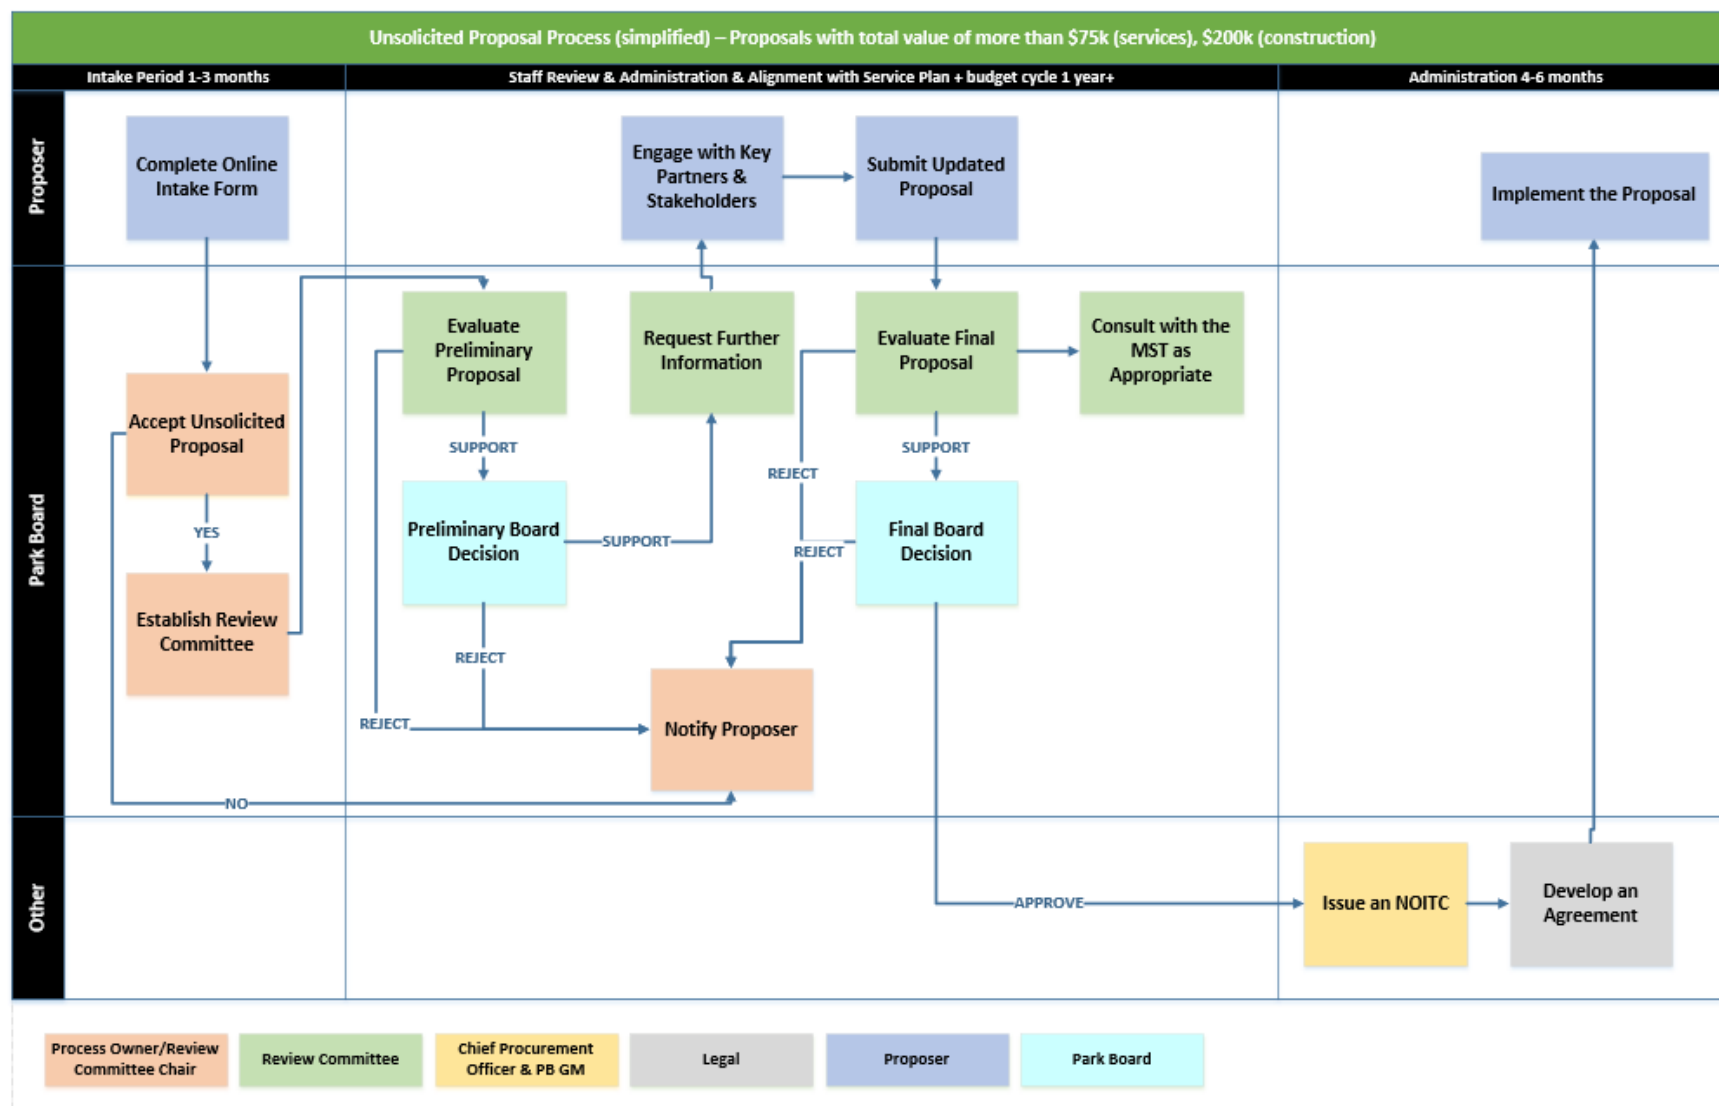 Unsolicited Proposal Process (simplified) – Proposals with total value of more than $75k (services), $200k (construction)
Intake Period 1-3 months
Staff Review & Administration & Alignment with Service Plan + budget cycle 1 year+
Administration 4-6 months
Proposer
Complete Online
Intake Form
Engage with Key
Partners &
Stakeholders
Submit Updated
Proposal
Implement the Proposal
Park Board
Accept Unsolicited
Proposal
YES
Establish Review
Committee
NO
Evaluate
Preliminary
Proposal
SUPPORT
REJECT
Preliminary Board
Decision
SUPPORT
REJECT
Request Further
Information
Evaluate Final
Proposal
SUPPORT
REJECT
Consult with the
MST as
Appropriate
Final Board
Decision
REJECT
Notify Proposer
Other
APPROVE
Issue an NOITC
Develop an
Agreement
Process Owner/Review
Committee Chair
Review Committee
Chief Procurement
Officer & PB GM
Legal
Proposer
Park Board